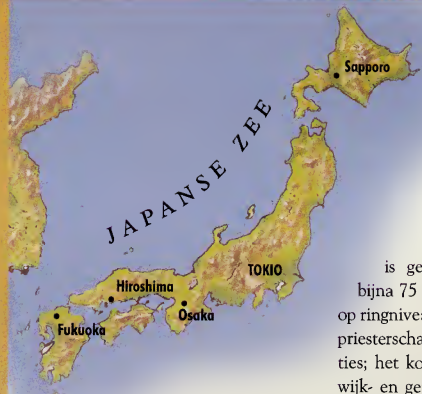 Sapporo
JAPANSE ZEE
TOKIO
Hiroshima
Osaka
Fukuoka
is ge
bijna 75
op ringnive
priesterscha
ties; het ko
wijk- en ge